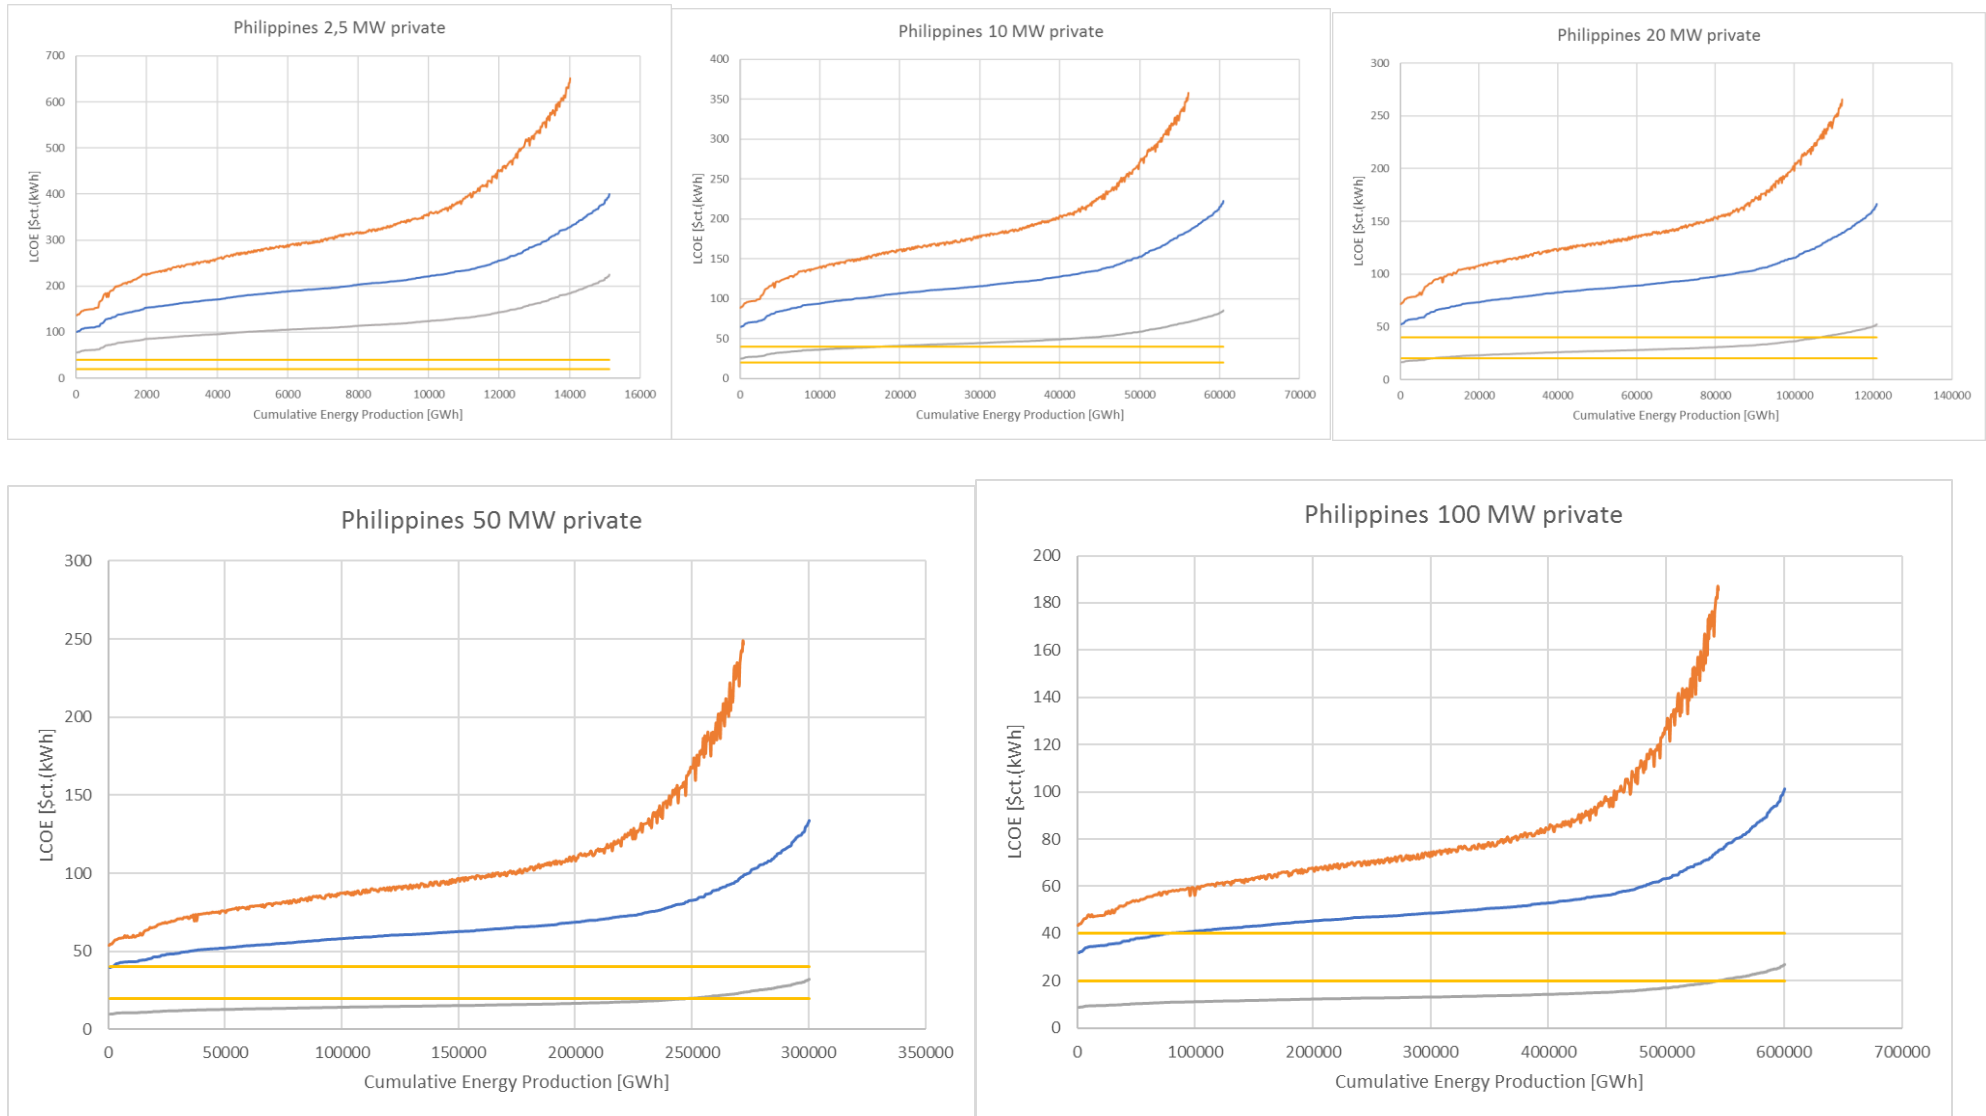 Philippines 2,5 MW private
700
600
500
400
300
200
100
0
LCOE [$ct.(kWh]
0 2000 4000 6000 8000 10000 12000 14000 16000
Cumulative Energy Production [GWh]
Philippines 10 MW private
400
350
300
250
200
150
100
50
0
LCOE [$ct.(kWh]
0 10000 20000 30000 40000 50000 60000 70000
Cumulative Energy Production [GWh]
Philippines 20 MW private
300
250
200
150
100
50
0
LCOE [$ct.(kWh]
0 20000 40000 60000 80000 100000 120000 140000
Cumulative Energy Production [GWh]
Philippines 50 MW private
300
250
200
150
100
50
0
LCOE [$ct.(kWh]
0 50000 100000 150000 200000 250000 300000 350000
Cumulative Energy Production [GWh]
Philippines 100 MW private
200
180
160
140
120
100
80
60
40
20
0
LCOE [$ct.(kWh]
0 100000 200000 300000 400000 500000 600000 700000
Cumulative Energy Production [GWh]